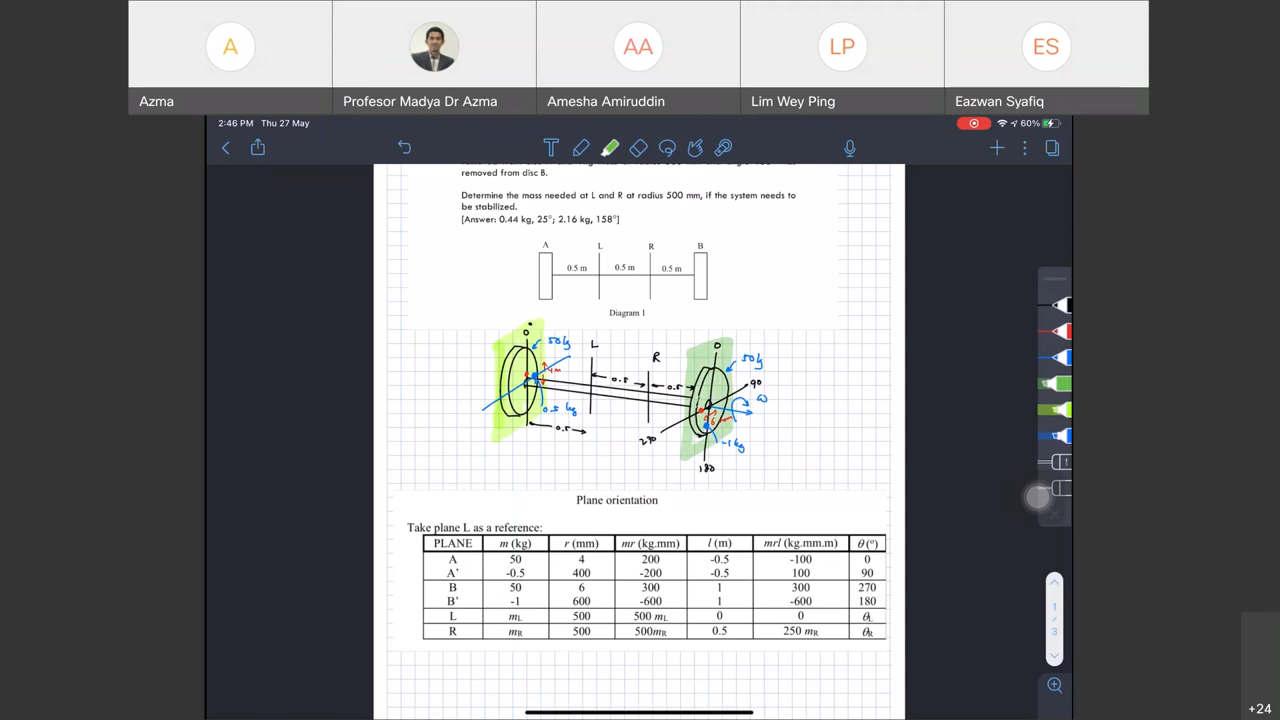 A
AA
LP
ES
Azma
Profesor Madya Dr Azma
Amesha Amiruddin
Lim Wey Ping
Eazwan Syafiq
2:46 PM Thu 27 May
60%
removed from disc B.
Determine the mass needed at L and R at radius 500 mm, if the system needs to
be stabilized.
[Answer: 0.44 kg, 25°; 2.16 kg, 158°]
A L R B
0.5 m 0.5 m 0.5 m
Diagram 1
0°
50kg
L
R
0
50kg
4m
0.5
0.5
90
ω
0.5 kg
0.5
270
-1kg
180
Plane orientation
Take plane L as a reference:
PLANE m (kg) r (mm) mr (kg.mm) l (m) mrl (kg.mm.m) θ (°)
A 50 4 200 -0.5 -100 0
A' -0.5 400 -200 -0.5 100 90
B 50 6 300 1 300 270
B' -1 600 -600 1 -600 180
L mL 500 500 mL 0 0 θL
R mR 500 500mR 0.5 250 mR θR
1
/
3
+24